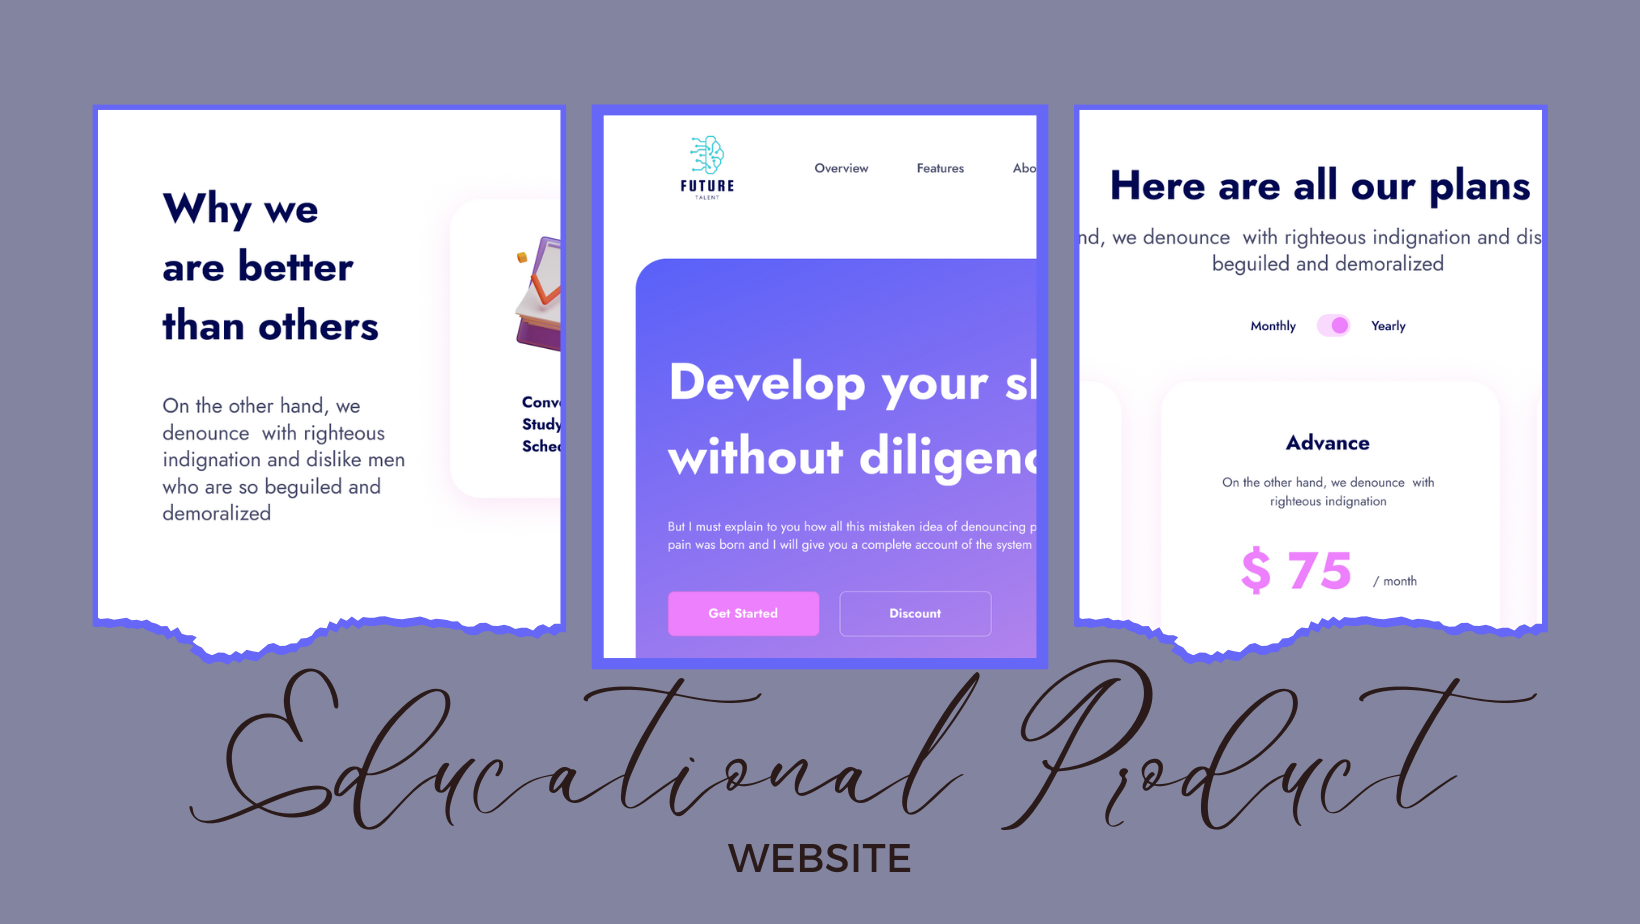 Why we
are better
than others
On the other hand, we
denounce with righteous
indignation and dislike men
who are so beguiled and
demoralized
Conv
Study
Sche
FUTURE
TALENT
Overview
Features
Abo
Develop your s
without diligen
But I must explain to you how all this mistaken idea of denouncing p
pain was born and I will give you a complete account of the system
Get Started
Discount
Here are all our plans
nd, we denounce with righteous indignation and dis
beguiled and demoralized
Monthly
Yearly
Advance
On the other hand, we denounce with
righteous indignation
$ 75
/ month
Educational Product
WEBSITE